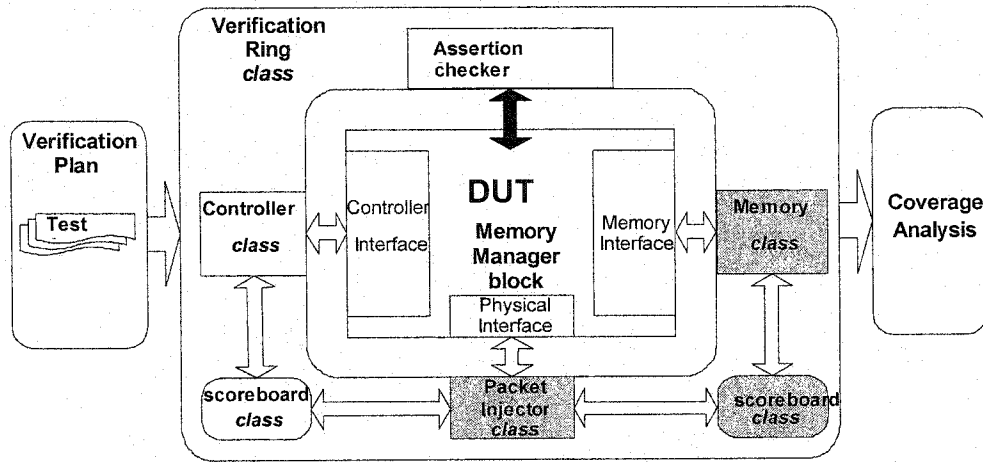 Verification
Ring
class
Assertion
checker
Verification
Plan
Test
Controller
class
Controller
Interface
DUT
Memory
Manager
block
Memory
Interface
Physical
Interface
Memory
class
Coverage
Analysis
scoreboard
class
Packet
Injector
class
scoreboard
class